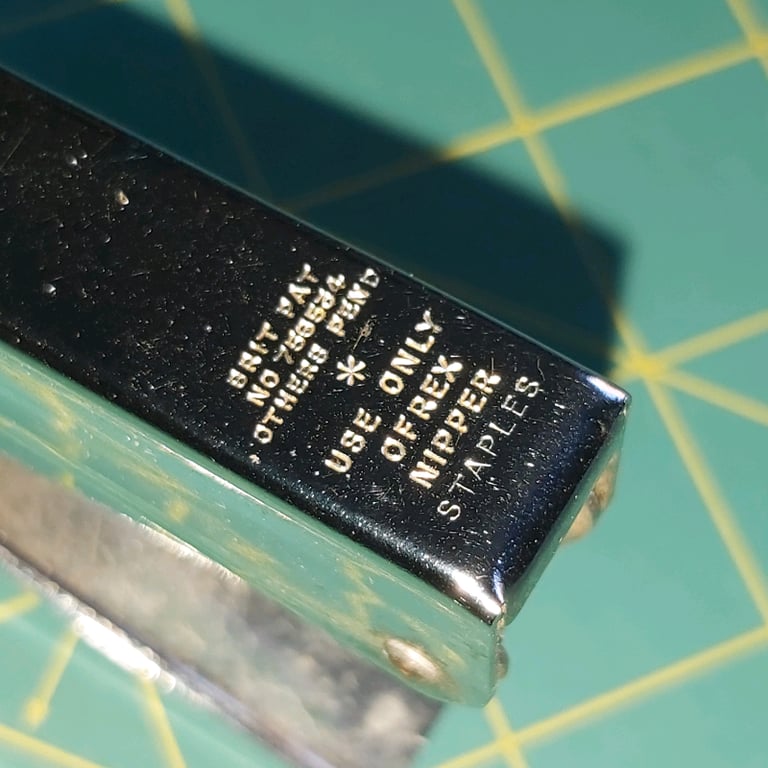 BRIT PAT
NO 756534
OTHERS PEND
*
USE ONLY
OFREX
NIPPER
STAPLES